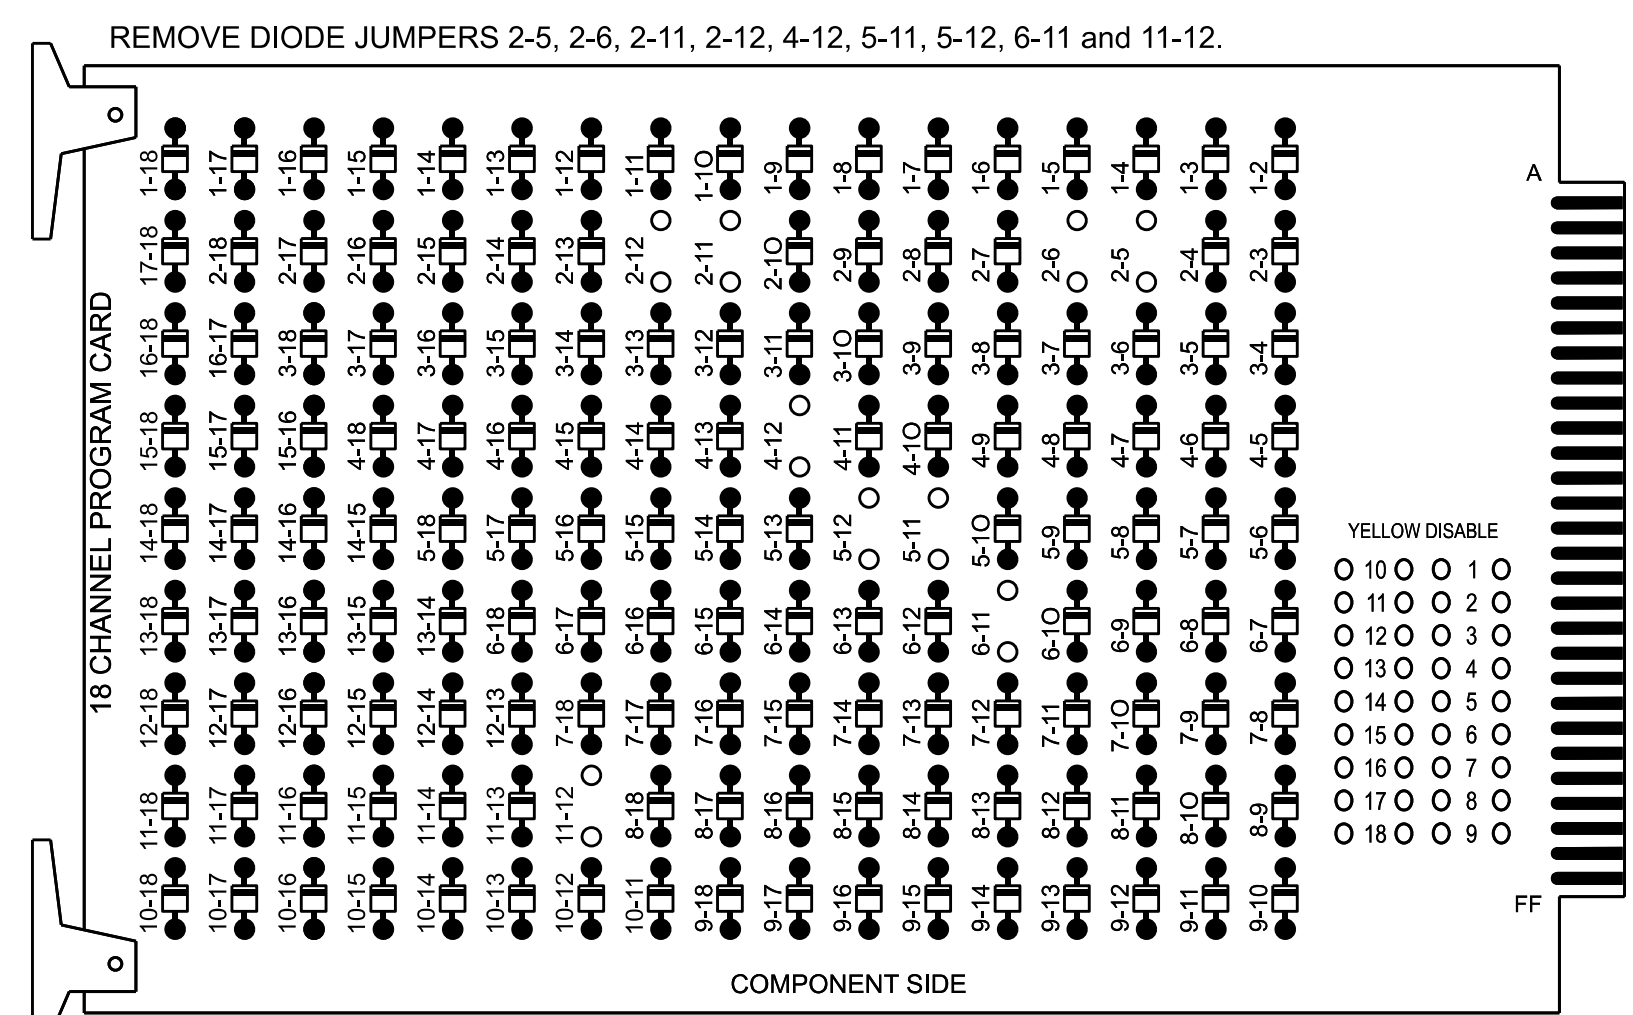 REMOVE DIODE JUMPERS 2-5, 2-6, 2-11, 2-12, 4-12, 5-11, 5-12, 6-11 and 11-12.
18 CHANNEL PROGRAM CARD
1-18 1-17 1-16 1-15 1-14 1-13 1-12 1-11 1-10 1-9 1-8 1-7 1-6 1-5 1-4 1-3 1-2
A
17-18 2-18 2-17 2-16 2-15 2-14 2-13 2-12 2-11 2-10 2-9 2-8 2-7 2-6 2-5 2-4 2-3
16-18 16-17 3-18 3-17 3-16 3-15 3-14 3-13 3-12 3-11 3-10 3-9 3-8 3-7 3-6 3-5 3-4
15-18 15-17 15-16 4-18 4-17 4-16 4-15 4-14 4-13 4-12 4-11 4-10 4-9 4-8 4-7 4-6 4-5
14-18 14-17 14-16 14-15 5-18 5-17 5-16 5-15 5-14 5-13 5-12 5-11 5-10 5-9 5-8 5-7 5-6
13-18 13-17 13-16 13-15 13-14 6-18 6-17 6-16 6-15 6-14 6-13 6-12 6-11 6-10 6-9 6-8 6-7
12-18 12-17 12-16 12-15 12-14 12-13 7-18 7-17 7-16 7-15 7-14 7-13 7-12 7-11 7-10 7-9 7-8
11-18 11-17 11-16 11-15 11-14 11-13 11-12 8-18 8-17 8-16 8-15 8-14 8-13 8-12 8-11 8-10 8-9
10-18 10-17 10-16 10-15 10-14 10-13 10-12 10-11 9-18 9-17 9-16 9-15 9-14 9-13 9-12 9-11 9-10
YELLOW DISABLE
10 1
11 2
12 3
13 4
14 5
15 6
16 7
17 8
18 9
FF
COMPONENT SIDE